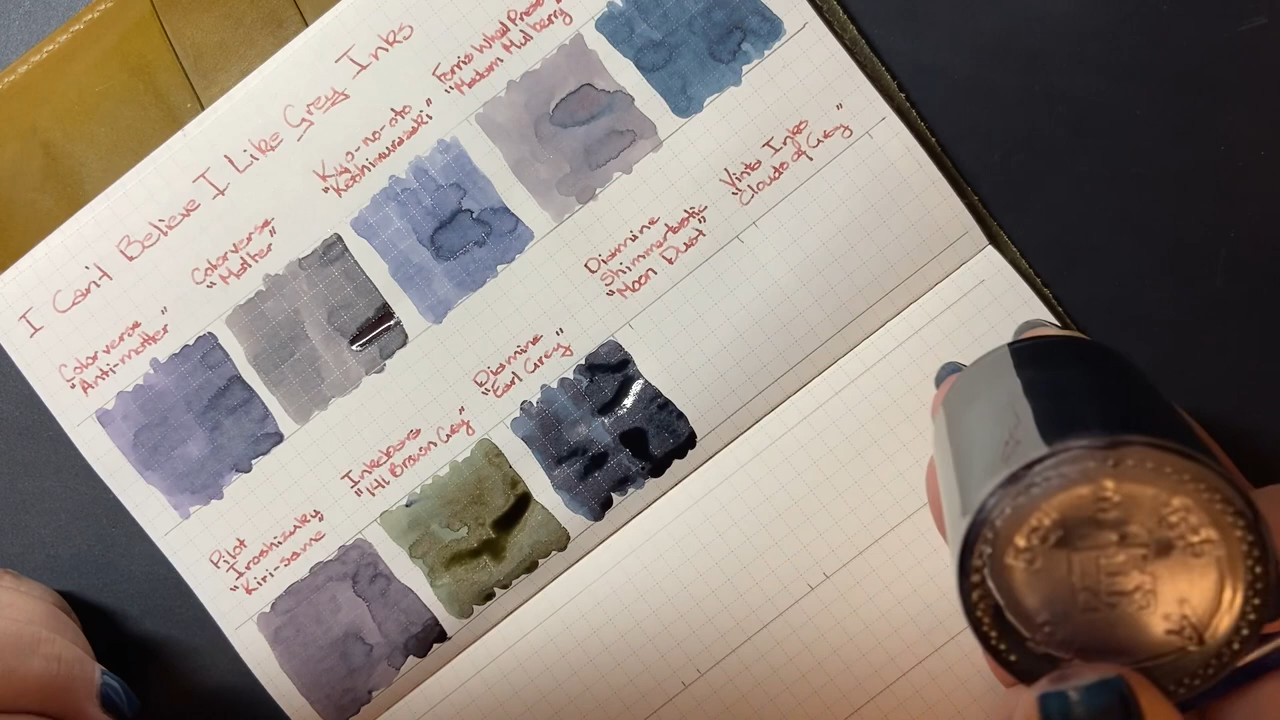 I Can't Believe I Like Grey Inks
Colorverse
"Anti-matter"
Colorverse
"Matter"
Kyo-no-oto
"Keshimurasaki"
Ferris Wheel Press
"Modern Mulberry
Pilot
Iroshizuku
"Kiri-same"
Inkebara
"141 Brown Grey"
Diamine
"Earl Grey"
Diamine
Shimmertastic
"Moon Dust"
Vinta Inks
"Clouds of Grey"